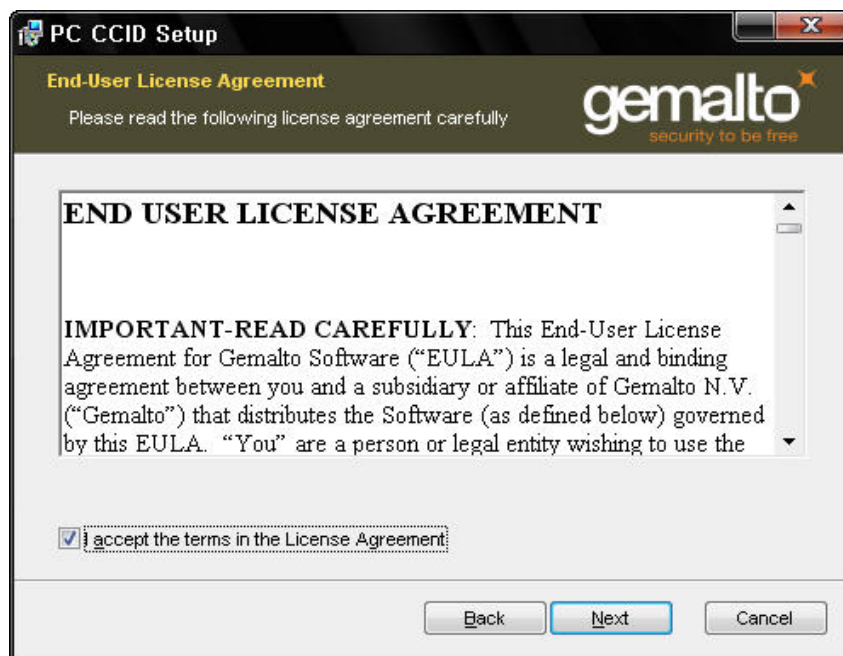 PC CCID Setup
End-User License Agreement
Please read the following license agreement carefully
gemalto
security to be free
END USER LICENSE AGREEMENT
IMPORTANT-READ CAREFULLY:  This End-User License
Agreement for Gemalto Software (“EULA”) is a legal and binding
agreement between you and a subsidiary or affiliate of Gemalto N.V.
(“Gemalto”) that distributes the Software (as defined below) governed
by this EULA.  “You” are a person or legal entity wishing to use the
I accept the terms in the License Agreement
Back Next Cancel